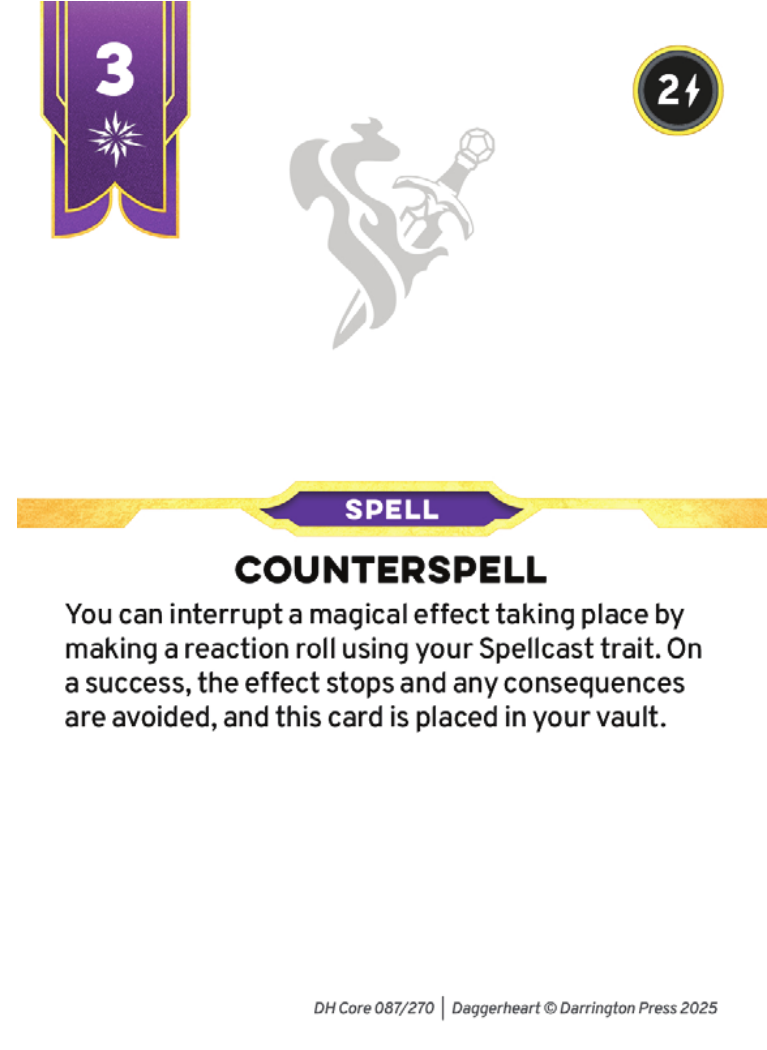 3
2
SPELL
COUNTERSPELL
You can interrupt a magical effect taking place by
making a reaction roll using your Spellcast trait. On
a success, the effect stops and any consequences
are avoided, and this card is placed in your vault.
DH Core 087/270 | Daggerheart © Darrington Press 2025